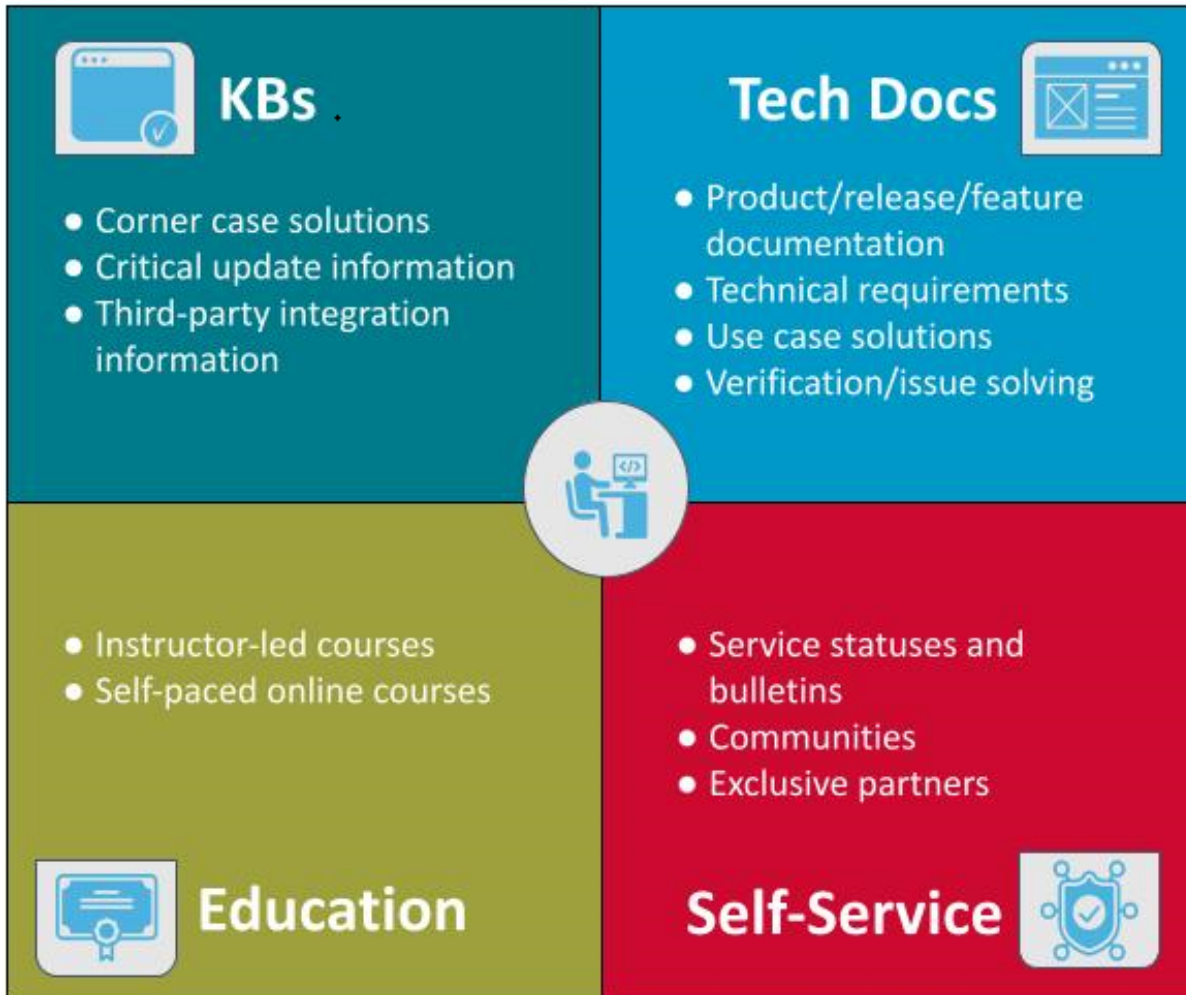 KBs
● Corner case solutions
● Critical update information
● Third-party integration
information
Tech Docs
● Product/release/feature
documentation
● Technical requirements
● Use case solutions
● Verification/issue solving
</>
● Instructor-led courses
● Self-paced online courses
Education
● Service statuses and
bulletins
● Communities
● Exclusive partners
Self-Service